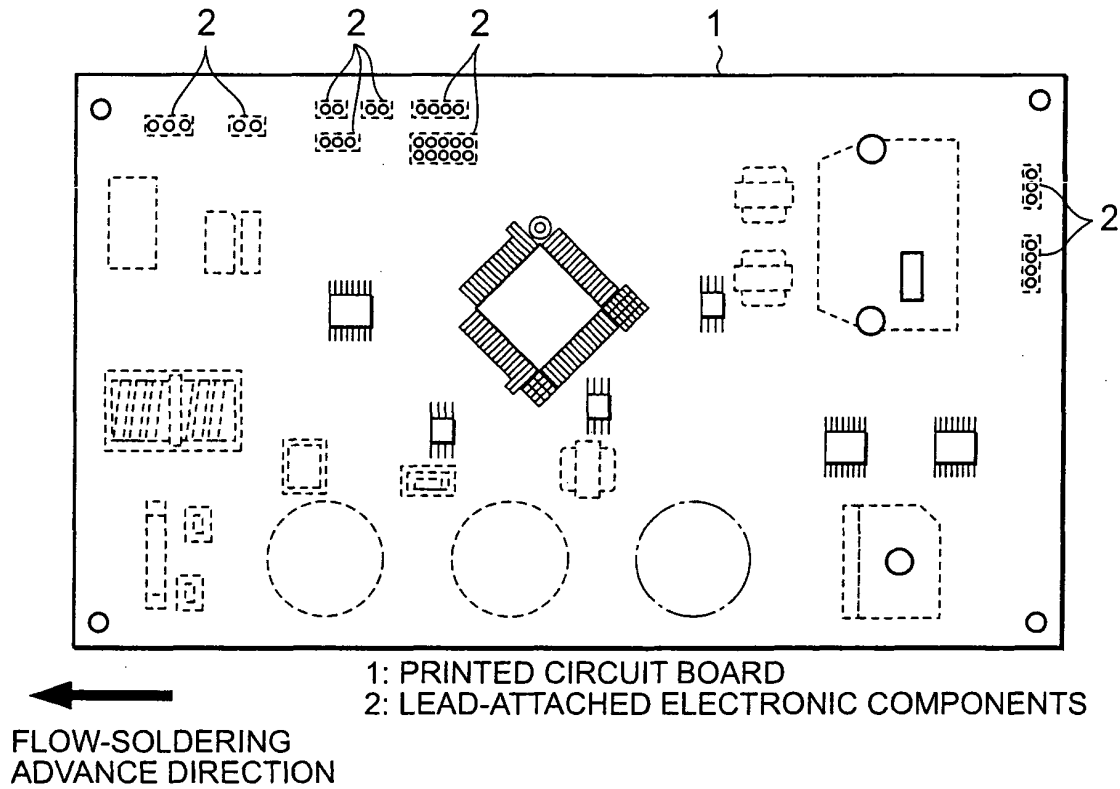 2 2 2 1
2
1: PRINTED CIRCUIT BOARD
2: LEAD-ATTACHED ELECTRONIC COMPONENTS
FLOW-SOLDERING
ADVANCE DIRECTION